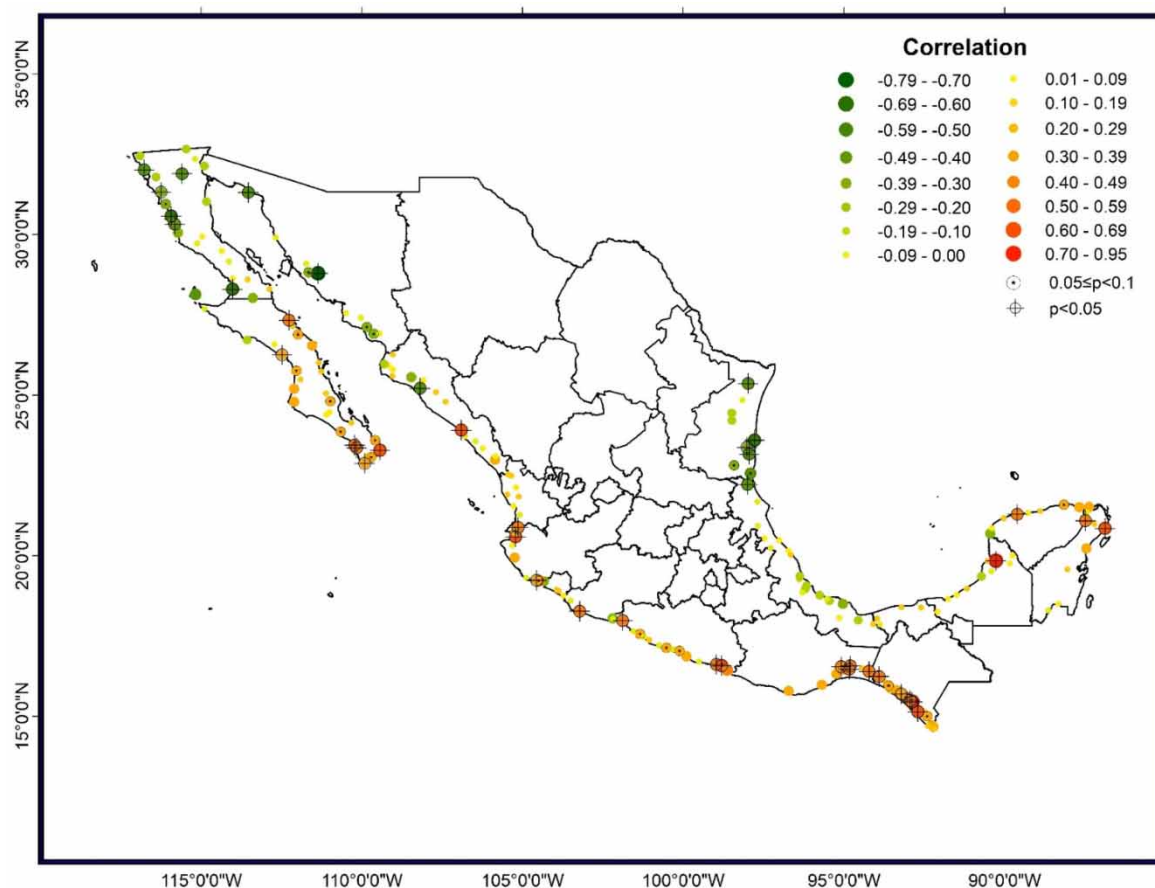 Correlation
-0.79 - -0.70
-0.69 - -0.60
-0.59 - -0.50
-0.49 - -0.40
-0.39 - -0.30
-0.29 - -0.20
-0.19 - -0.10
-0.09 - 0.00
0.01 - 0.09
0.10 - 0.19
0.20 - 0.29
0.30 - 0.39
0.40 - 0.49
0.50 - 0.59
0.60 - 0.69
0.70 - 0.95
0.05≤p<0.1
p<0.05
35°0'0"N
30°0'0"N
25°0'0"N
20°0'0"N
15°0'0"N
115°0'0"W
110°0'0"W
105°0'0"W
100°0'0"W
95°0'0"W
90°0'0"W